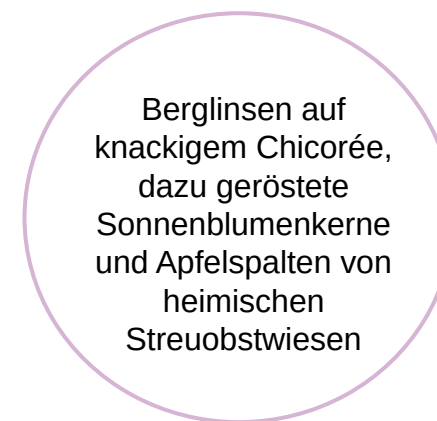 Berglinsen auf
knackigem Chicorée,
dazu geröstete
Sonnenblumenkerne
und Apfelspalten von
heimischen
Streuobstwiesen